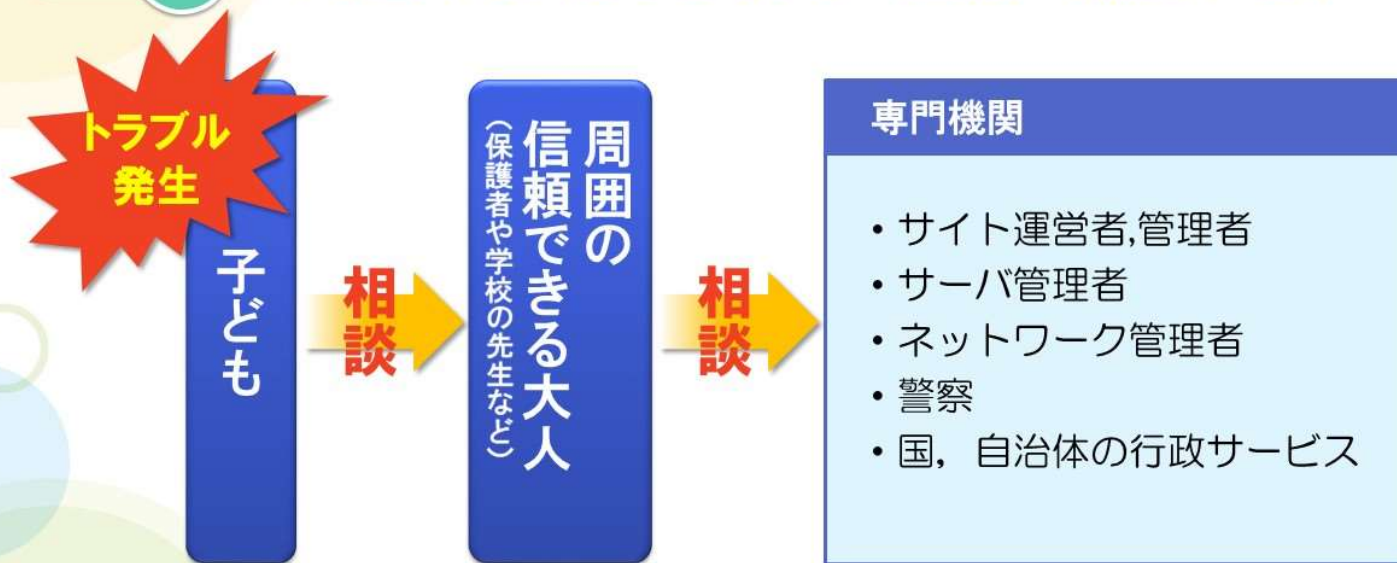 トラブル
発生
子ども
相談
周囲の
信頼できる大人
（保護者や学校の先生など）
相談
専門機関
・サイト運営者,管理者
・サーバ管理者
・ネットワーク管理者
・警察
・国，自治体の行政サービス